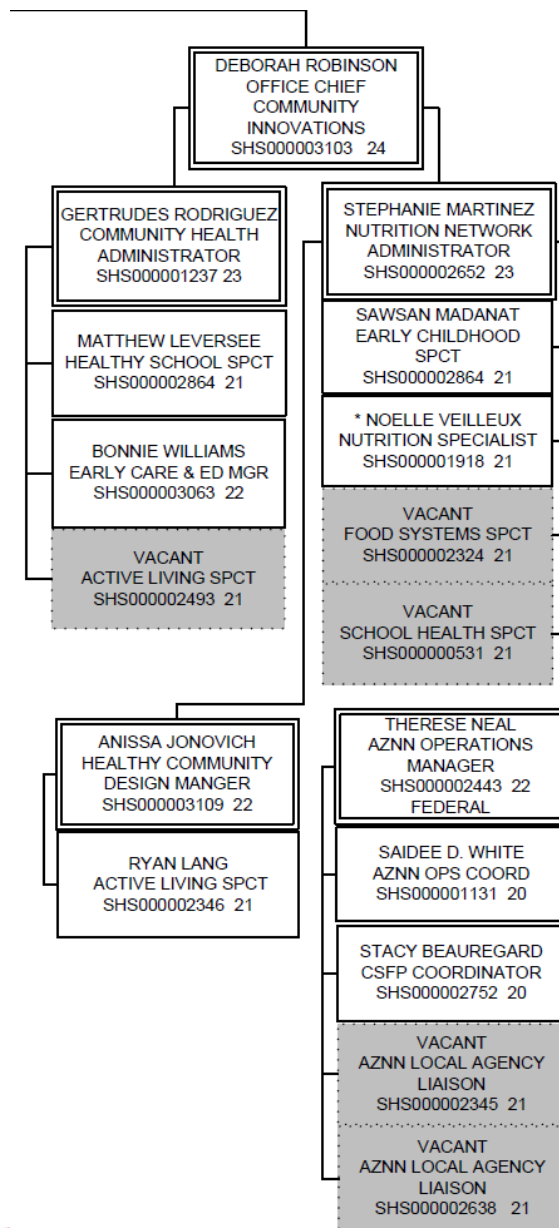 DEBORAH ROBINSON
OFFICE CHIEF
COMMUNITY
INNOVATIONS
SHS000003103 24
GERTRUDES RODRIGUEZ
COMMUNITY HEALTH
ADMINISTRATOR
SHS000001237 23
MATTHEW LEVERSEE
HEALTHY SCHOOL SPCT
SHS000002864 21
BONNIE WILLIAMS
EARLY CARE & ED MGR
SHS000003063 22
VACANT
ACTIVE LIVING SPCT
SHS000002493 21
STEPHANIE MARTINEZ
NUTRITION NETWORK
ADMINISTRATOR
SHS000002652 23
SAWSAN MADANAT
EARLY CHILDHOOD
SPCT
SHS000002864 21
* NOELLE VEILLEUX
NUTRITION SPECIALIST
SHS000001918 21
VACANT
FOOD SYSTEMS SPCT
SHS000002324 21
VACANT
SCHOOL HEALTH SPCT
SHS000000531 21
ANISSA JONOVICH
HEALTHY COMMUNITY
DESIGN MANGER
SHS000003109 22
RYAN LANG
ACTIVE LIVING SPCT
SHS000002346 21
THERESE NEAL
AZNN OPERATIONS
MANAGER
SHS000002443 22
FEDERAL
SAIDEE D. WHITE
AZNN OPS COORD
SHS000001131 20
STACY BEAUREGARD
CSFP COORDINATOR
SHS000002752 20
VACANT
AZNN LOCAL AGENCY
LIAISON
SHS000002345 21
VACANT
AZNN LOCAL AGENCY
LIAISON
SHS000002638 21